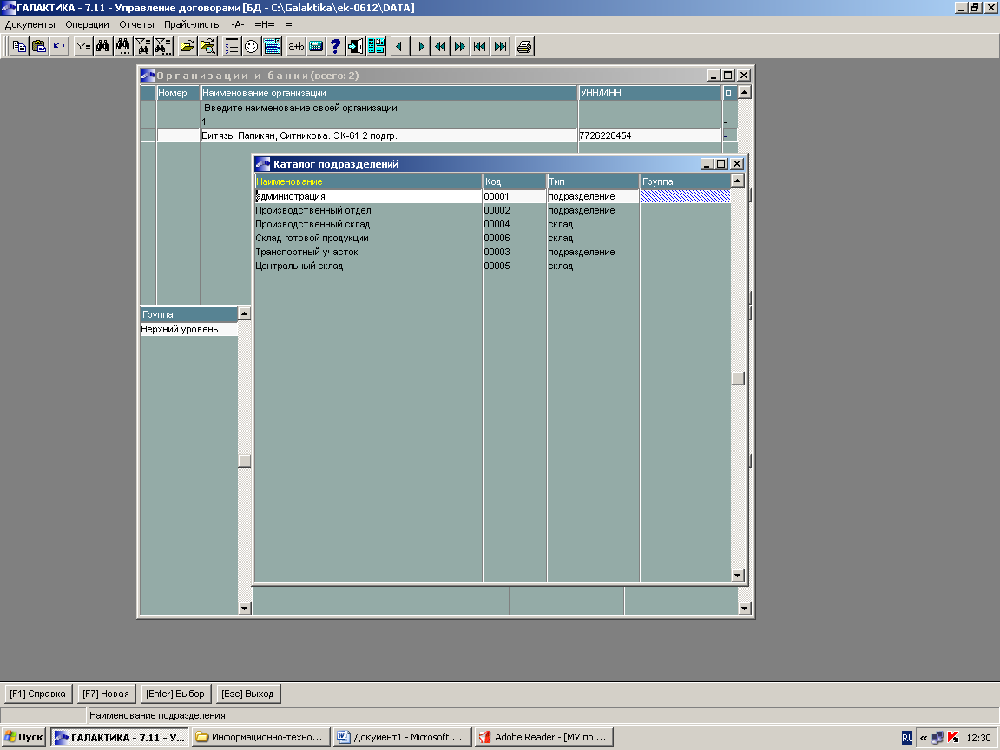 ГАЛАКТИКА - 7.11 - Управление договорами [БД - C:\Galaktika\ek-0612\DATA]
Документы Операции Отчеты Прайс-листы -А- =Н= =
a+b ?
Организации и банки (всего: 2)
Номер Наименование организации УНН/ИНН
Введите наименование своей организации -
1 -
Витязь Папикян, Ситникова. ЭК-61 2 подгр. 7726228454 -
Каталог подразделений
Наименование Код Тип Группа
администрация 00001 подразделение
Производственный отдел 00002 подразделение
Производственный склад 00004 склад
Склад готовой продукции 00006 склад
Транспортный участок 00003 подразделение
Центральный склад 00005 склад
Группа
Верхний уровень
[F1] Справка [F7] Новая [Enter] Выбор [Esc] Выход
Наименование подразделения
Пуск ГАЛАКТИКА - 7.11 - У... Информационно-техно... Документ1 - Microsoft ... Adobe Reader - [МУ по ... RU « 12:30